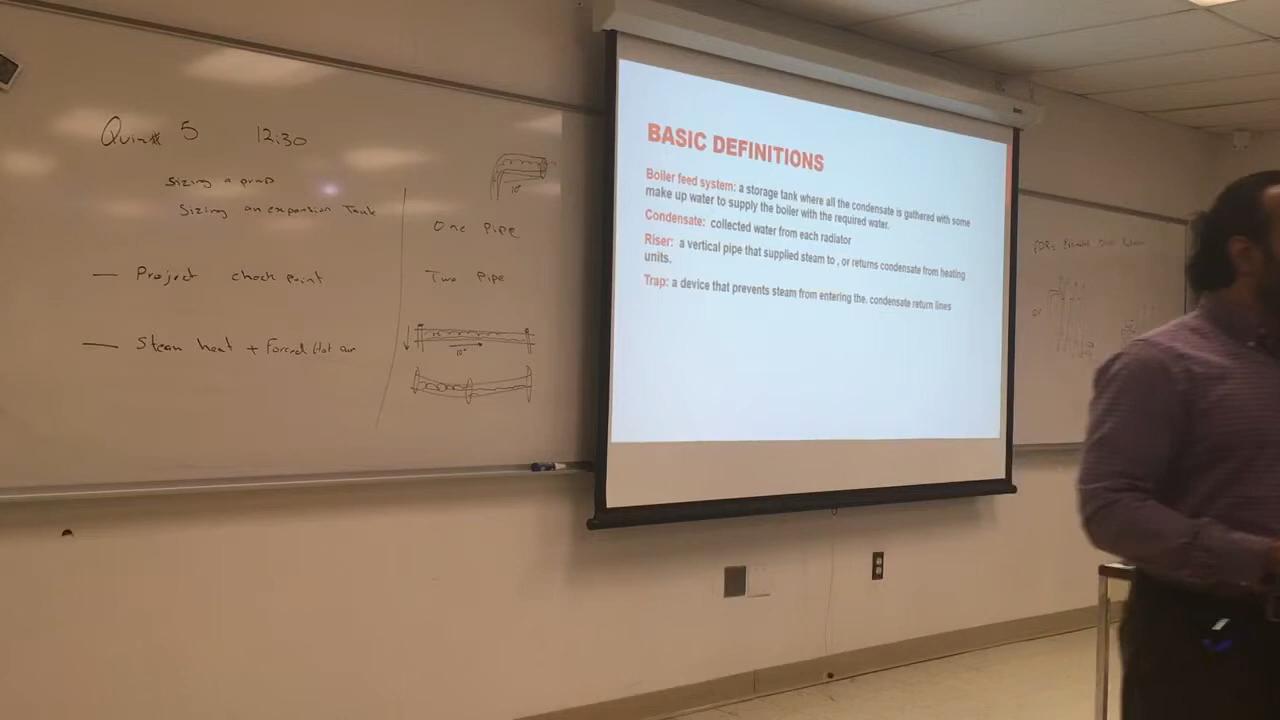 Quiz# 5 12:30
Sizing a pump
Sizing an expantion Tank
— Project check point
— Steam heat + Forced Hot air
10"
One Pipe
Two Pipe
10"
BASIC DEFINITIONS
Boiler feed system: a storage tank where all the condensate is gathered with some
make up water to supply the boiler with the required water.
Condensate: collected water from each radiator
Riser: a vertical pipe that supplied steam to , or returns condensate from heating
units.
Trap: a device that prevents steam from entering the. condensate return lines
or